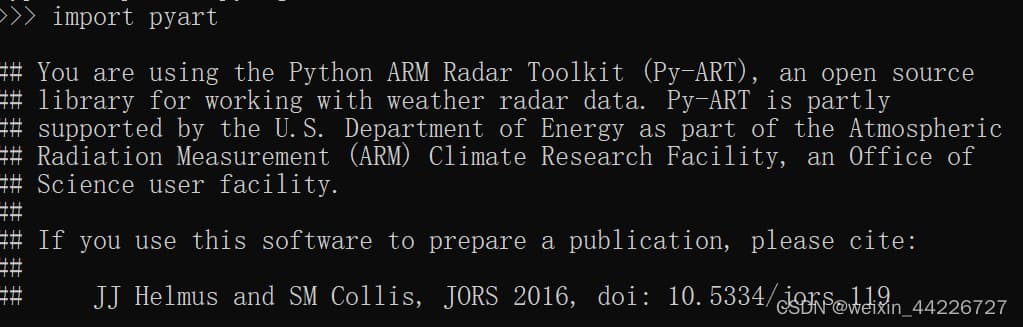 >>> import pyart
## You are using the Python ARM Radar Toolkit (Py-ART), an open source
## library for working with weather radar data. Py-ART is partly
## supported by the U.S. Department of Energy as part of the Atmospheric
## Radiation Measurement (ARM) Climate Research Facility, an Office of
## Science user facility.
##
## If you use this software to prepare a publication, please cite:
##
##     JJ Helmus and SM Collis, JORS 2016, doi: 10.5334/jors.119
CSDN @weixin_44226727